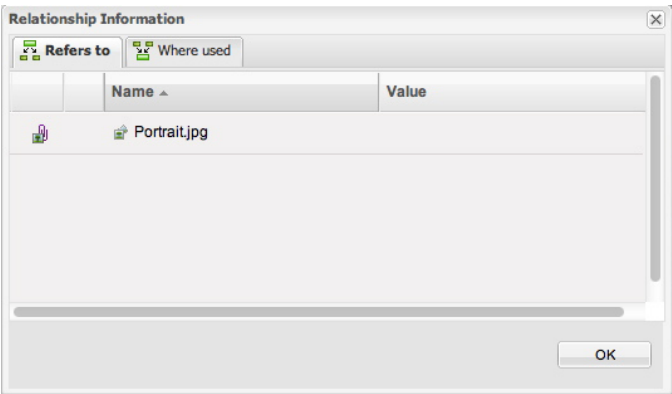 Relationship Information
Refers to Where used
Name Value
Portrait.jpg
OK